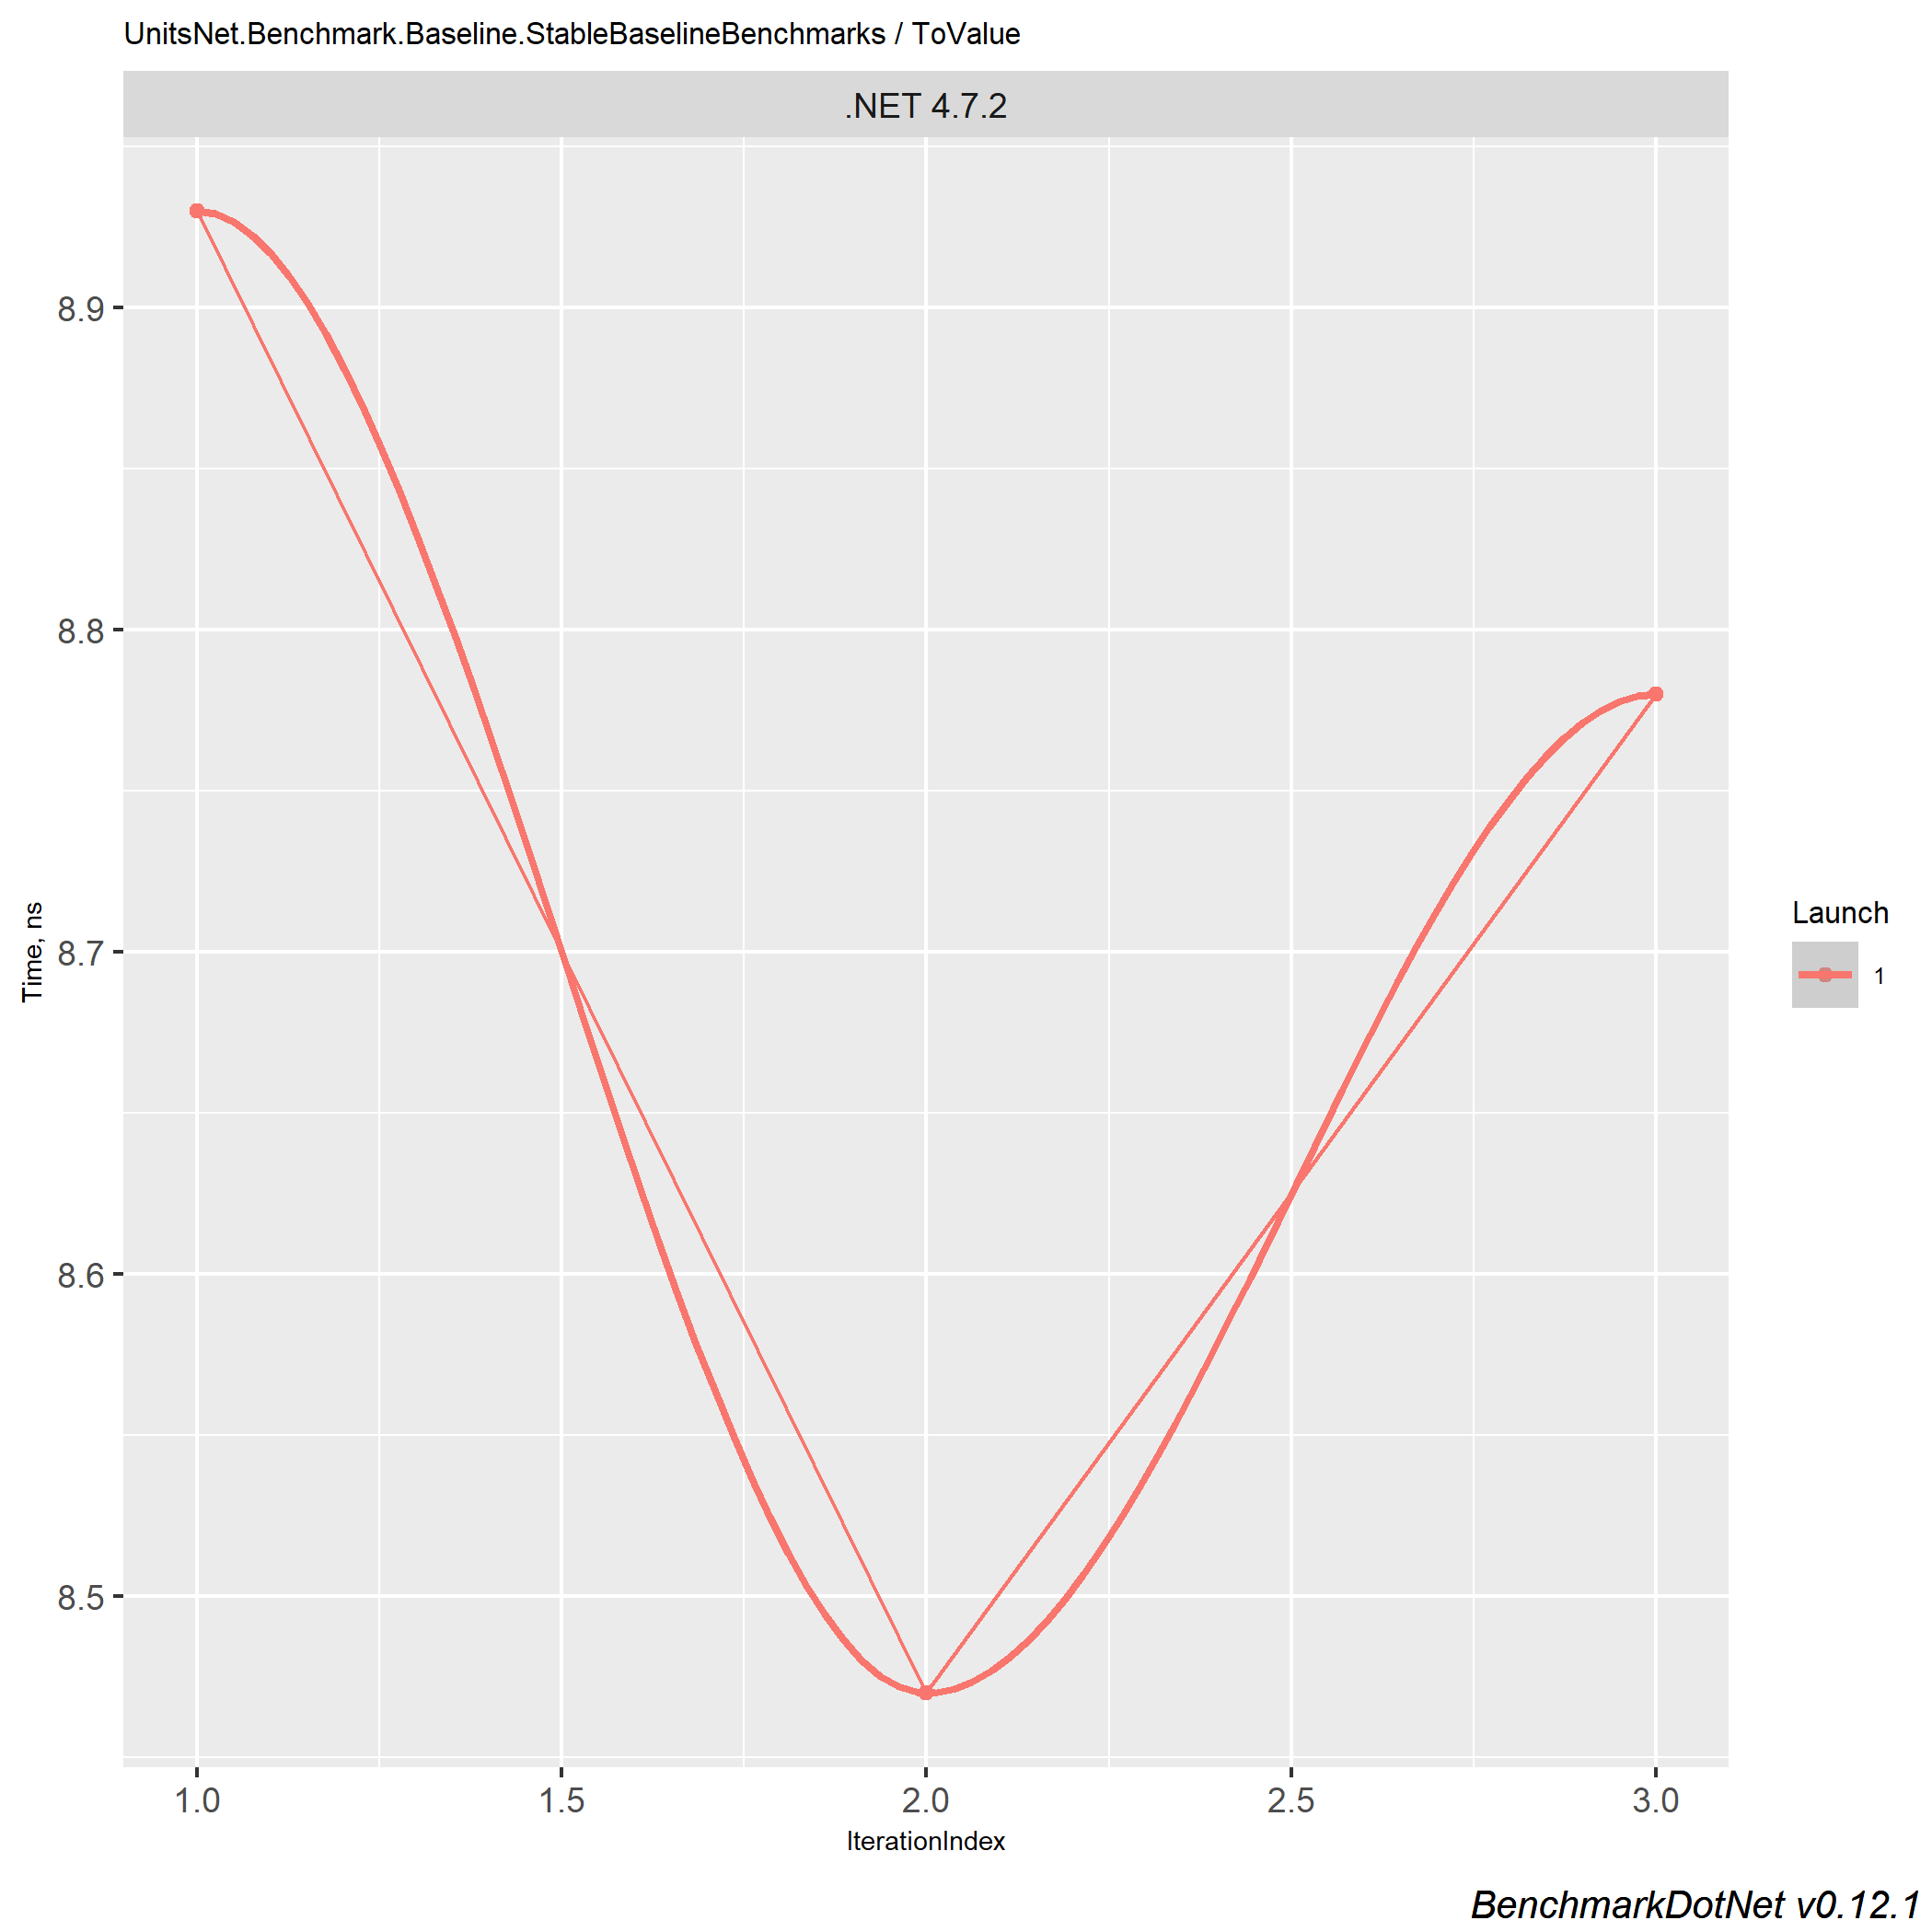 UnitsNet.Benchmark.Baseline.StableBaselineBenchmarks / ToValue
.NET 4.7.2
8.9
8.8
8.7
8.6
8.5
Time, ns
1.0 1.5 2.0 2.5 3.0
IterationIndex
Launch
1
BenchmarkDotNet v0.12.1